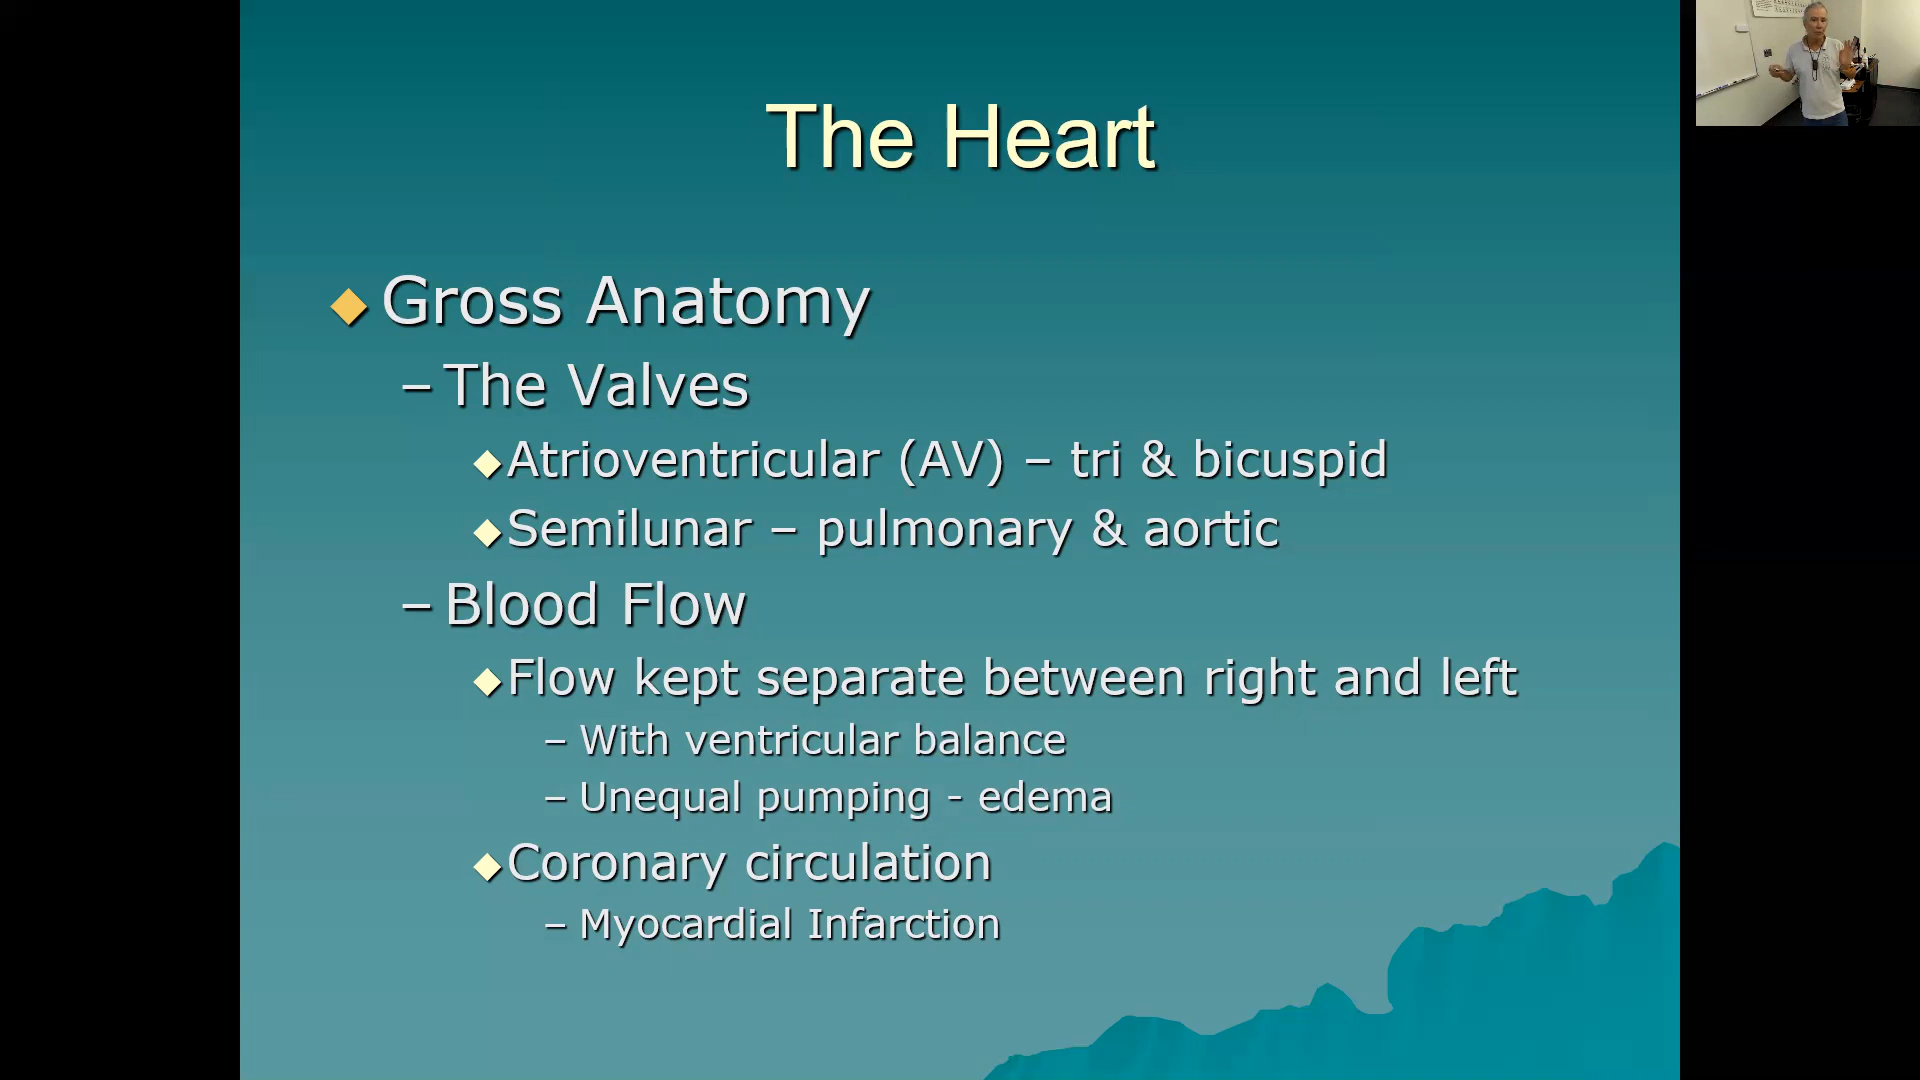 The Heart
Gross Anatomy
– The Valves
Atrioventricular (AV) – tri & bicuspid
Semilunar – pulmonary & aortic
– Blood Flow
Flow kept separate between right and left
– With ventricular balance
– Unequal pumping - edema
Coronary circulation
– Myocardial Infarction